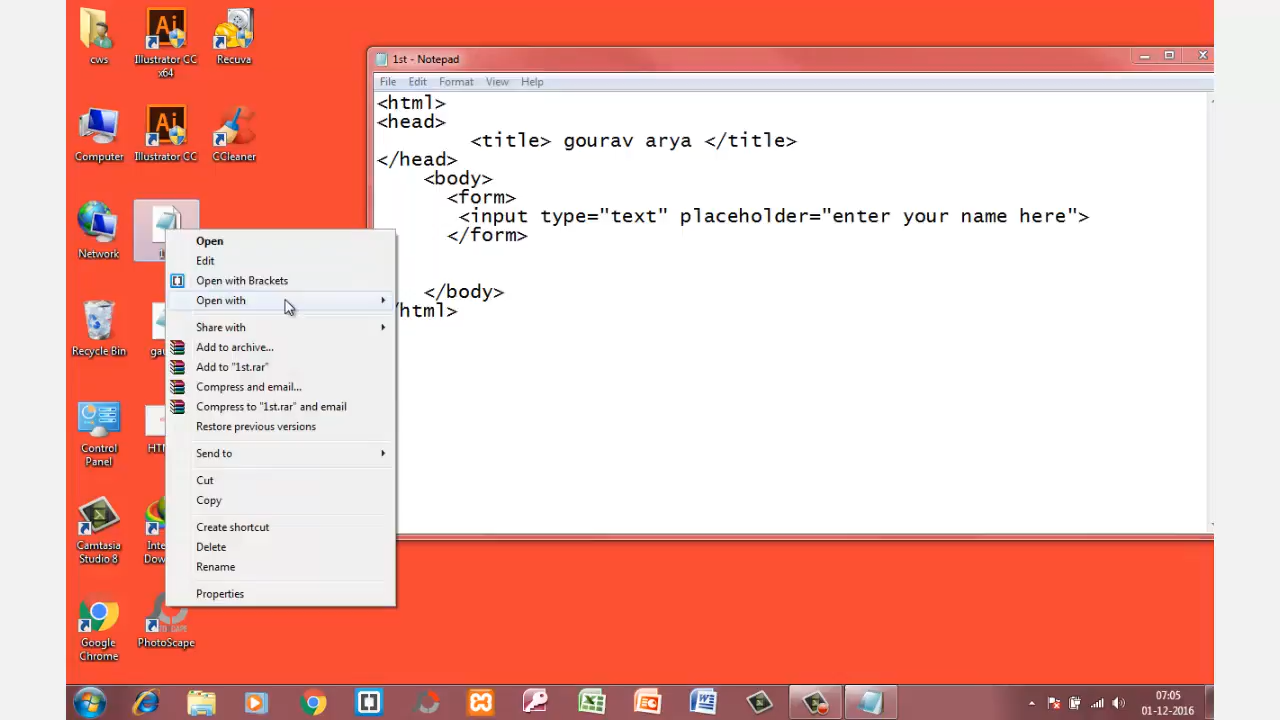 cws
Illustrator CC
x64
Recuva
Computer
Illustrator CC
CCleaner
Network
Recycle Bin
Control
Panel
Camtasia
Studio 8
Google
Chrome
PhotoScape
Open
Edit
Open with Brackets
Open with
Share with
Add to archive...
Add to "1st.rar"
Compress and email...
Compress to "1st.rar" and email
Restore previous versions
Send to
Cut
Copy
Create shortcut
Delete
Rename
Properties
1st - Notepad
File Edit Format View Help
<html>
<head>
<title> gourav arya </title>
</head>
<body>
<form>
<input type="text" placeholder="enter your name here">
</form>
</body>
/html>
07:05
01-12-2016